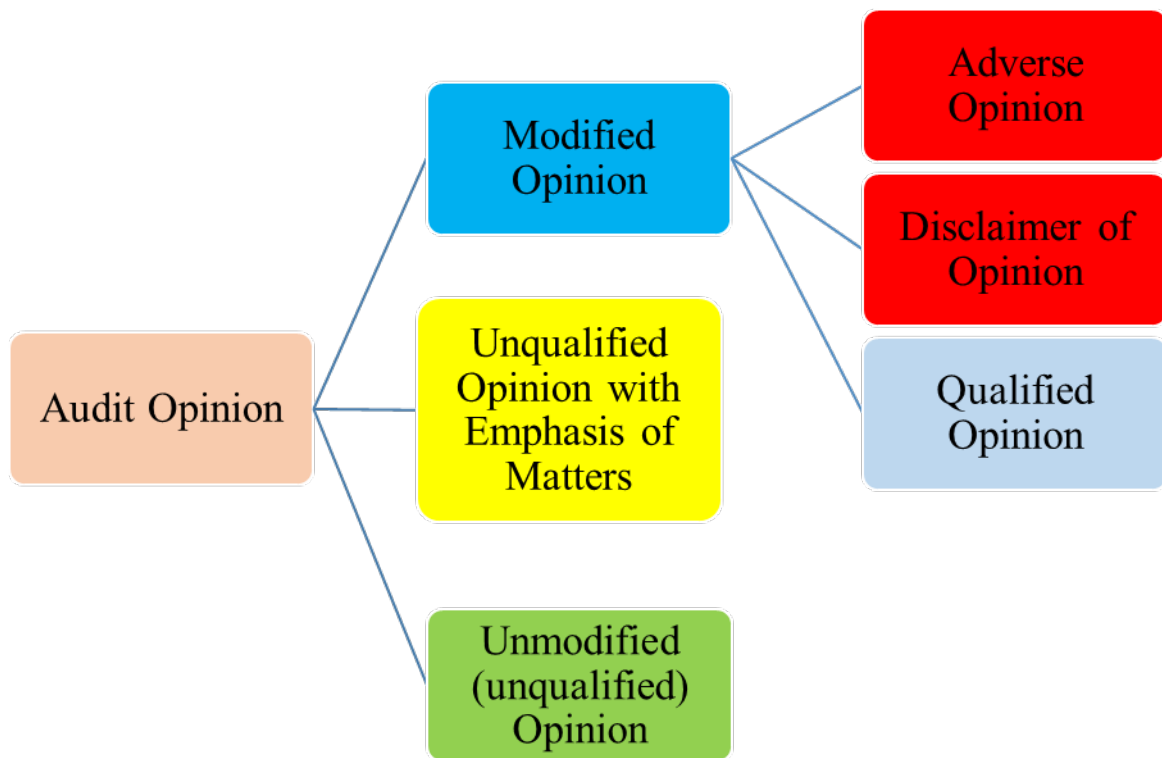 Audit Opinion
Modified
Opinion
Unqualified
Opinion with
Emphasis of
Matters
Unmodified
(unqualified)
Opinion
Adverse
Opinion
Disclaimer of
Opinion
Qualified
Opinion